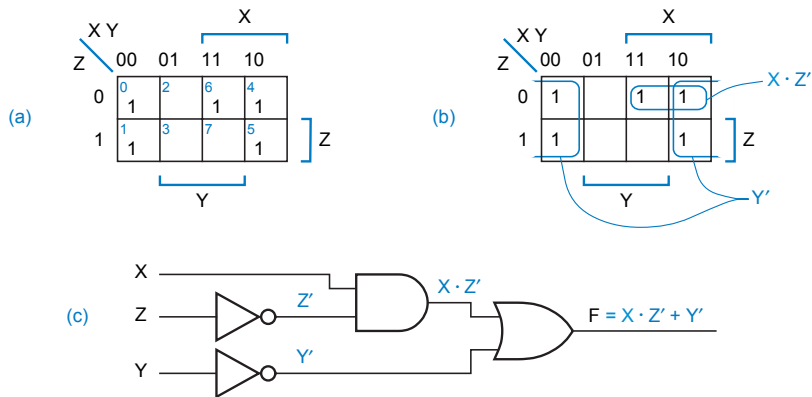 (a)
X Y
Z
X
00 01 11 10
0
0 1
2
6 1
4 1
1
1 1
3
7
5 1
Z
Y
(b)
X Y
Z
X
00 01 11 10
0 1 1 1
X · Z′
1 1 1
Z
Y
Y′
(c)
X
Z
Z′
X · Z′
F = X · Z′ + Y′
Y
Y′